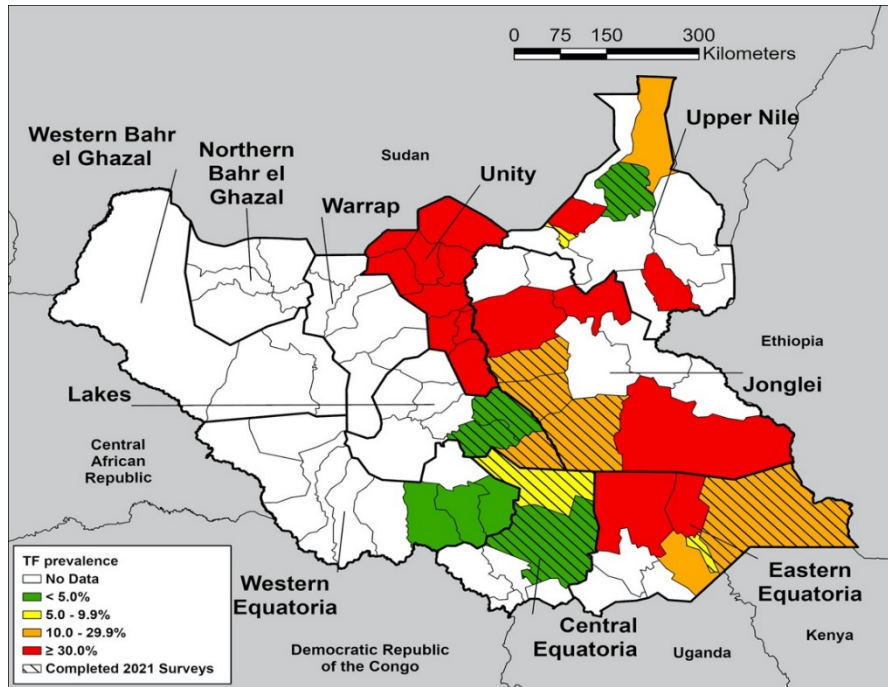 0 75 150 300
Kilometers
Western Bahr
el Ghazal
Northern
Bahr el
Ghazal
Sudan
Upper Nile
Unity
Warrap
Ethiopia
Lakes
Jonglei
Central
African
Republic
TF prevalence
No Data
< 5.0%
5.0 - 9.9%
10.0 - 29.9%
≥ 30.0%
Completed 2021 Surveys
Western
Equatoria
Democratic Republic
of the Congo
Central
Equatoria
Eastern
Equatoria
Uganda
Kenya